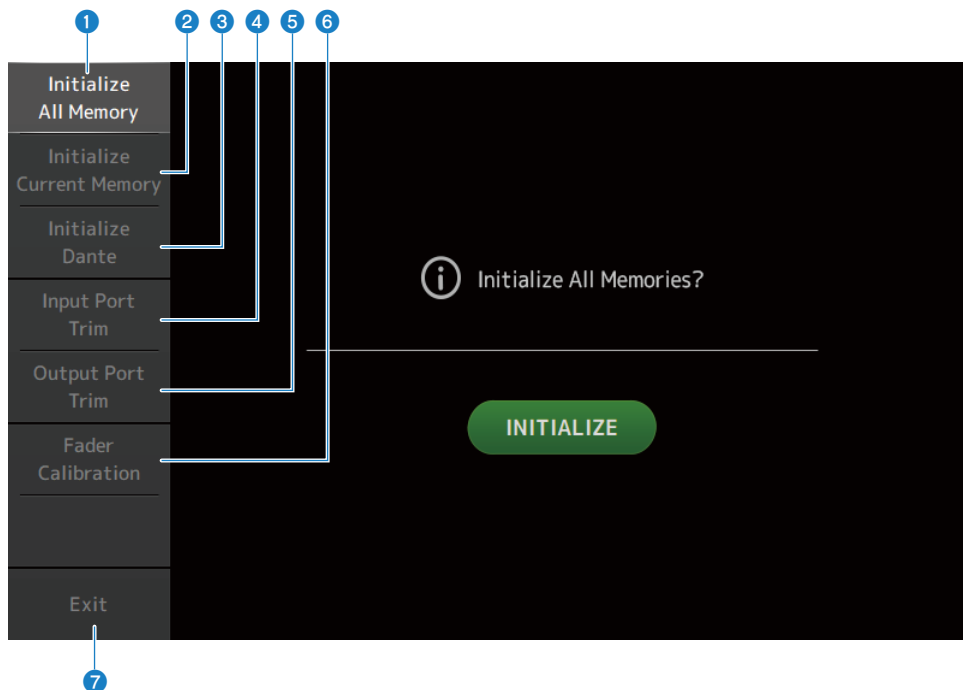 1 2 3 4 5 6
Initialize
All Memory
Initialize
Current Memory
Initialize
Dante
Input Port
Trim
Output Port
Trim
Fader
Calibration
Exit
Initialize All Memories?
INITIALIZE
7